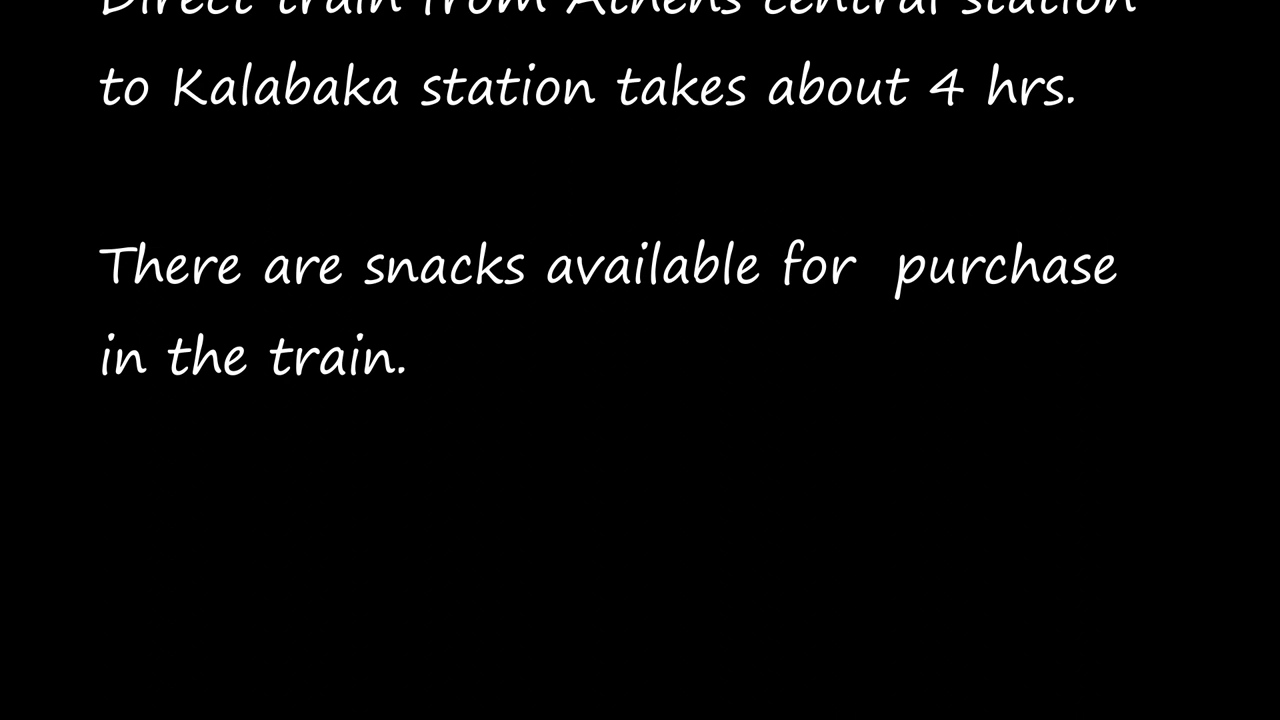 Direct train from Athens central station
to Kalabaka station takes about 4 hrs.
There are snacks available for  purchase
in the train.